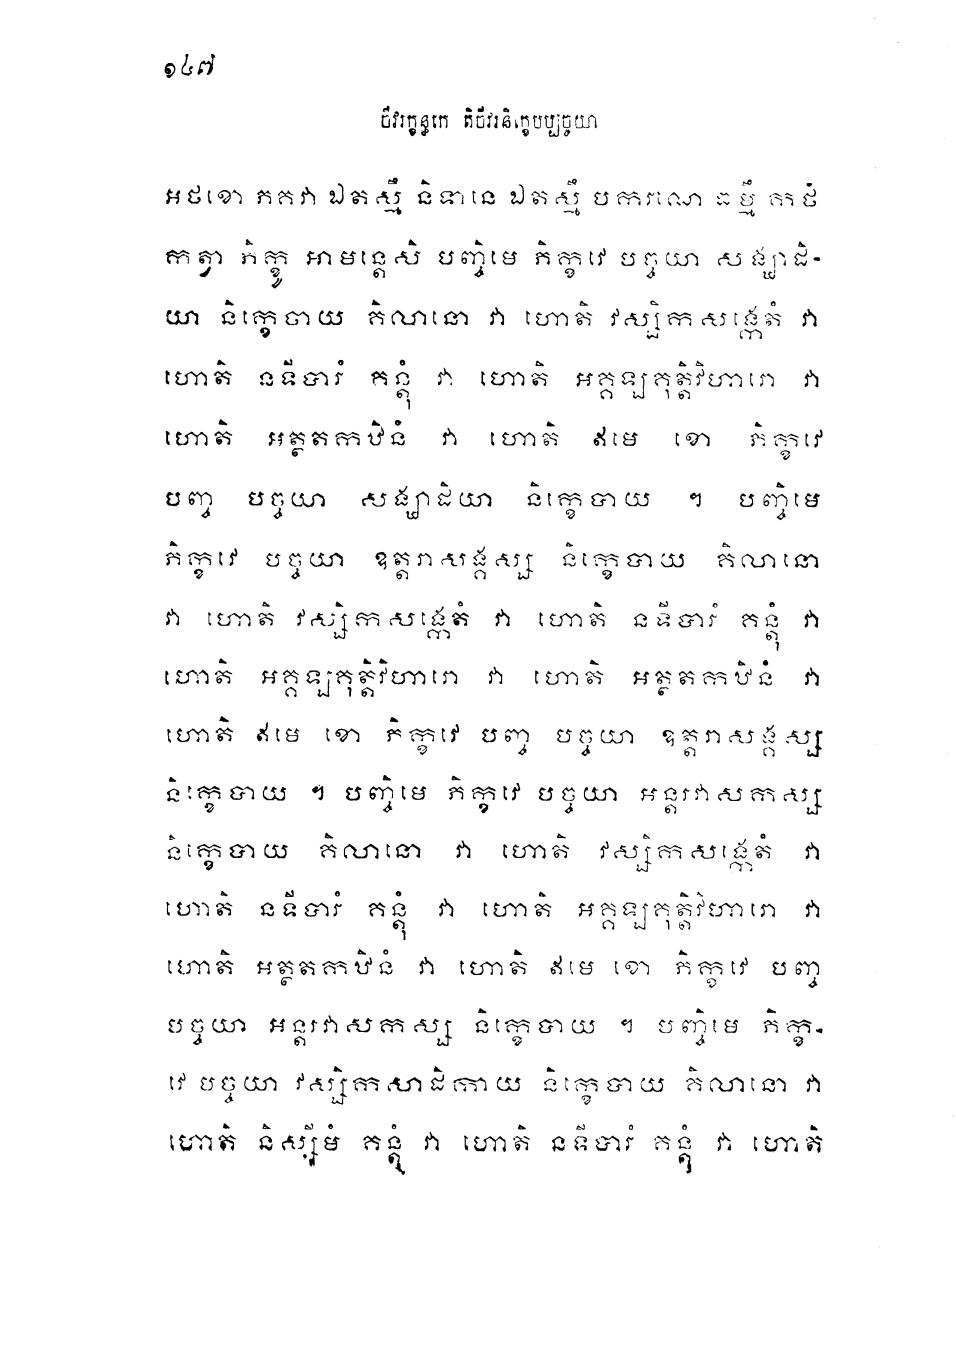 ១៤៧
ចីវរក្ខន្ធកេ តិចីវរនិក្ខេបប្បច្ចយា
អថខោ ភគវា ឯតស្មឹ និទានេ ឯតស្មឹ បករណេ ធម្មឹ កថំ
កត្វា ភិក្ខូ អាមន្តេសិ បញ្ចិមេ ភិក្ខវេ បច្ចយា សង្ឃាដិ-
យា និក្ខេបាយ គិលានោ វា ហោតិ វស្សិកសង្កេតំ វា
ហោតិ នទីបារំ គន្តុំ វា ហោតិ អគ្គឡគុត្តិវិហារោ វា
ហោតិ អត្ថតកឋិនំ វា ហោតិ ឥមេ ខោ ភិក្ខវេ
បញ្ច បច្ចយា សង្ឃាដិយា និក្ខេបាយ ។ បញ្ចិមេ
ភិក្ខវេ បច្ចយា ឧត្តរាសង្គស្ស និក្ខេបាយ គិលានោ
វា ហោតិ វស្សិកសង្កេតំ វា ហោតិ នទីបារំ គន្តុំ វា
ហោតិ អគ្គឡគុត្តិវិហារោ វា ហោតិ អត្ថតកឋិនំ វា
ហោតិ ឥមេ ខោ ភិក្ខវេ បញ្ច បច្ចយា ឧត្តរាសង្គស្ស
និក្ខេបាយ ។ បញ្ចិមេ ភិក្ខវេ បច្ចយា អន្តរវាសកស្ស
និក្ខេបាយ គិលានោ វា ហោតិ វស្សិកសង្កេតំ វា
ហោតិ នទីបារំ គន្តុំ វា ហោតិ អគ្គឡគុត្តិវិហារោ វា
ហោតិ អត្ថតកឋិនំ វា ហោតិ ឥមេ ខោ ភិក្ខវេ បញ្ច
បច្ចយា អន្តរវាសកស្ស និក្ខេបាយ ។ បញ្ចិមេ ភិក្ខ-
វេ បច្ចយា វស្សិកសាដិកាយ និក្ខេបាយ គិលានោ វា
ហោតិ និស្សីមំ គន្តុំ វា ហោតិ នទីបារំ គន្តុំ វា ហោតិ